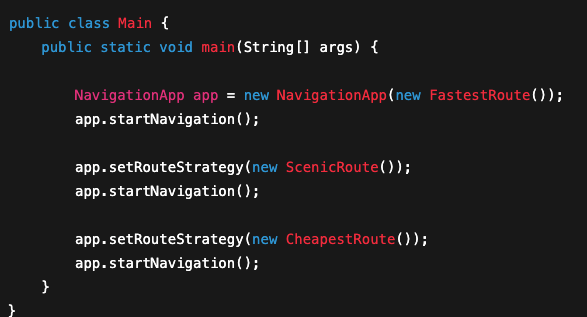 public class Main {
    public static void main(String[] args) {
        NavigationApp app = new NavigationApp(new FastestRoute());
        app.startNavigation();
        app.setRouteStrategy(new ScenicRoute());
        app.startNavigation();
        app.setRouteStrategy(new CheapestRoute());
        app.startNavigation();
    }
}